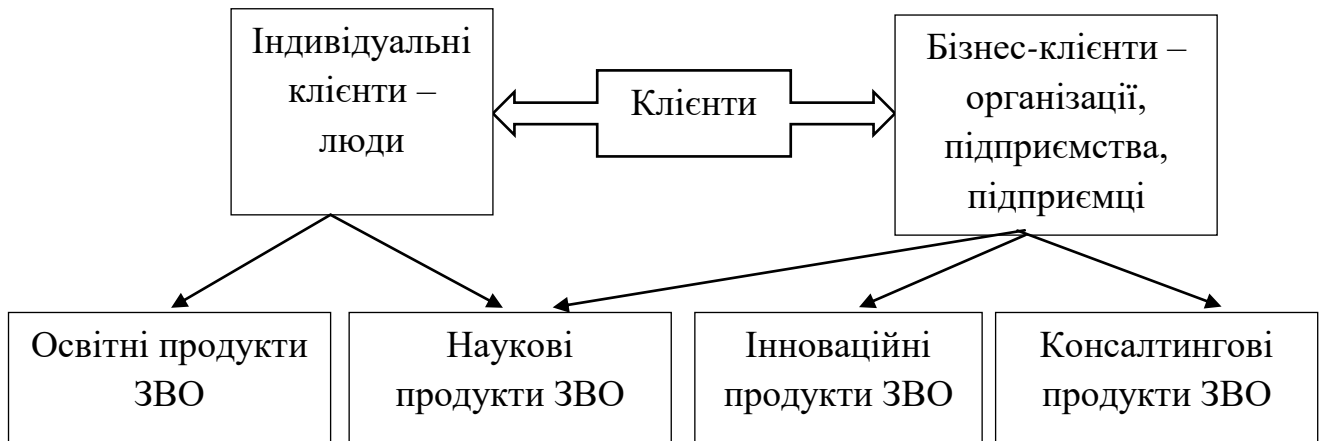 Індивідуальні
клієнти –
люди
Клієнти
Бізнес-клієнти –
організації,
підприємства,
підприємці
Освітні продукти
ЗВО
Наукові
продукти ЗВО
Інноваційні
продукти ЗВО
Консалтингові
продукти ЗВО